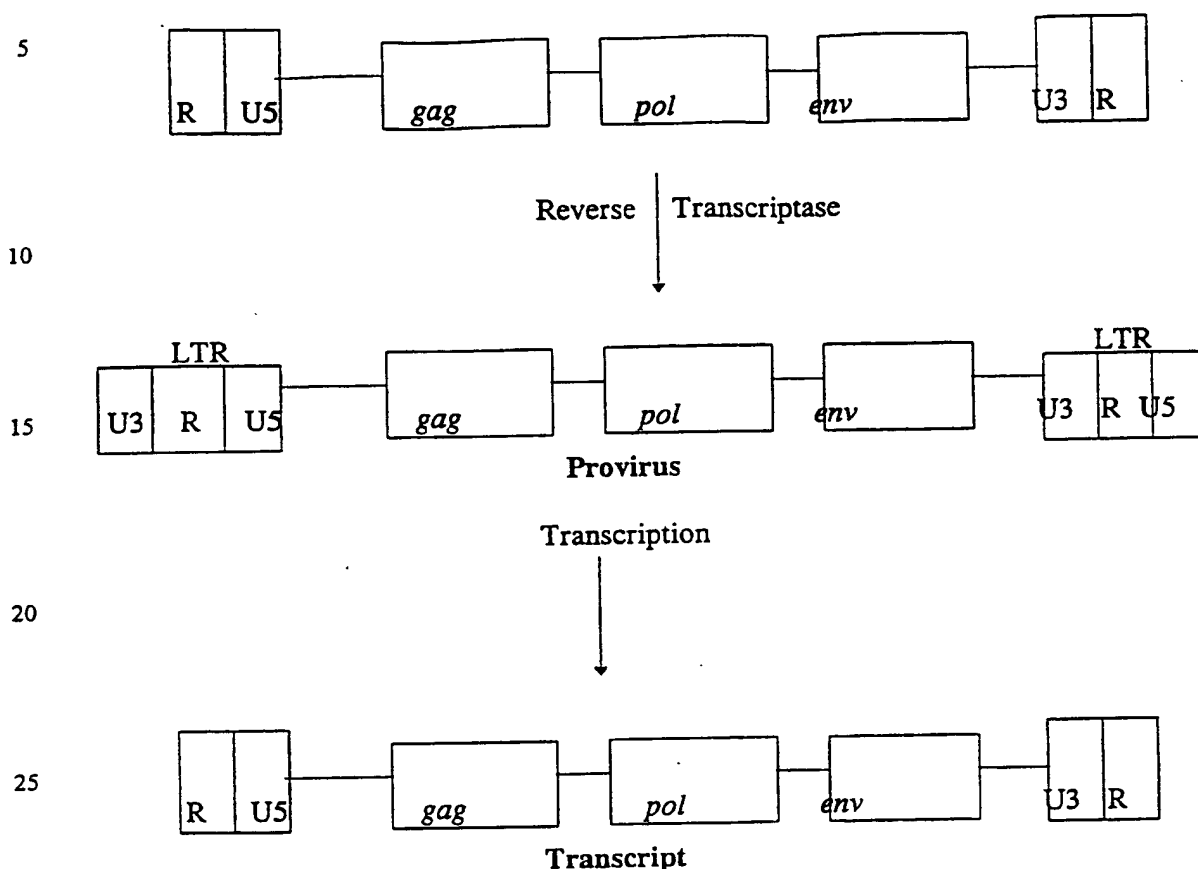 5
R U5 gag pol env U3 R
Reverse Transcriptase
10
LTR LTR
15 U3 R U5 gag pol env U3 R U5
Provirus
Transcription
20
25 R U5 gag pol env U3 R
Transcript